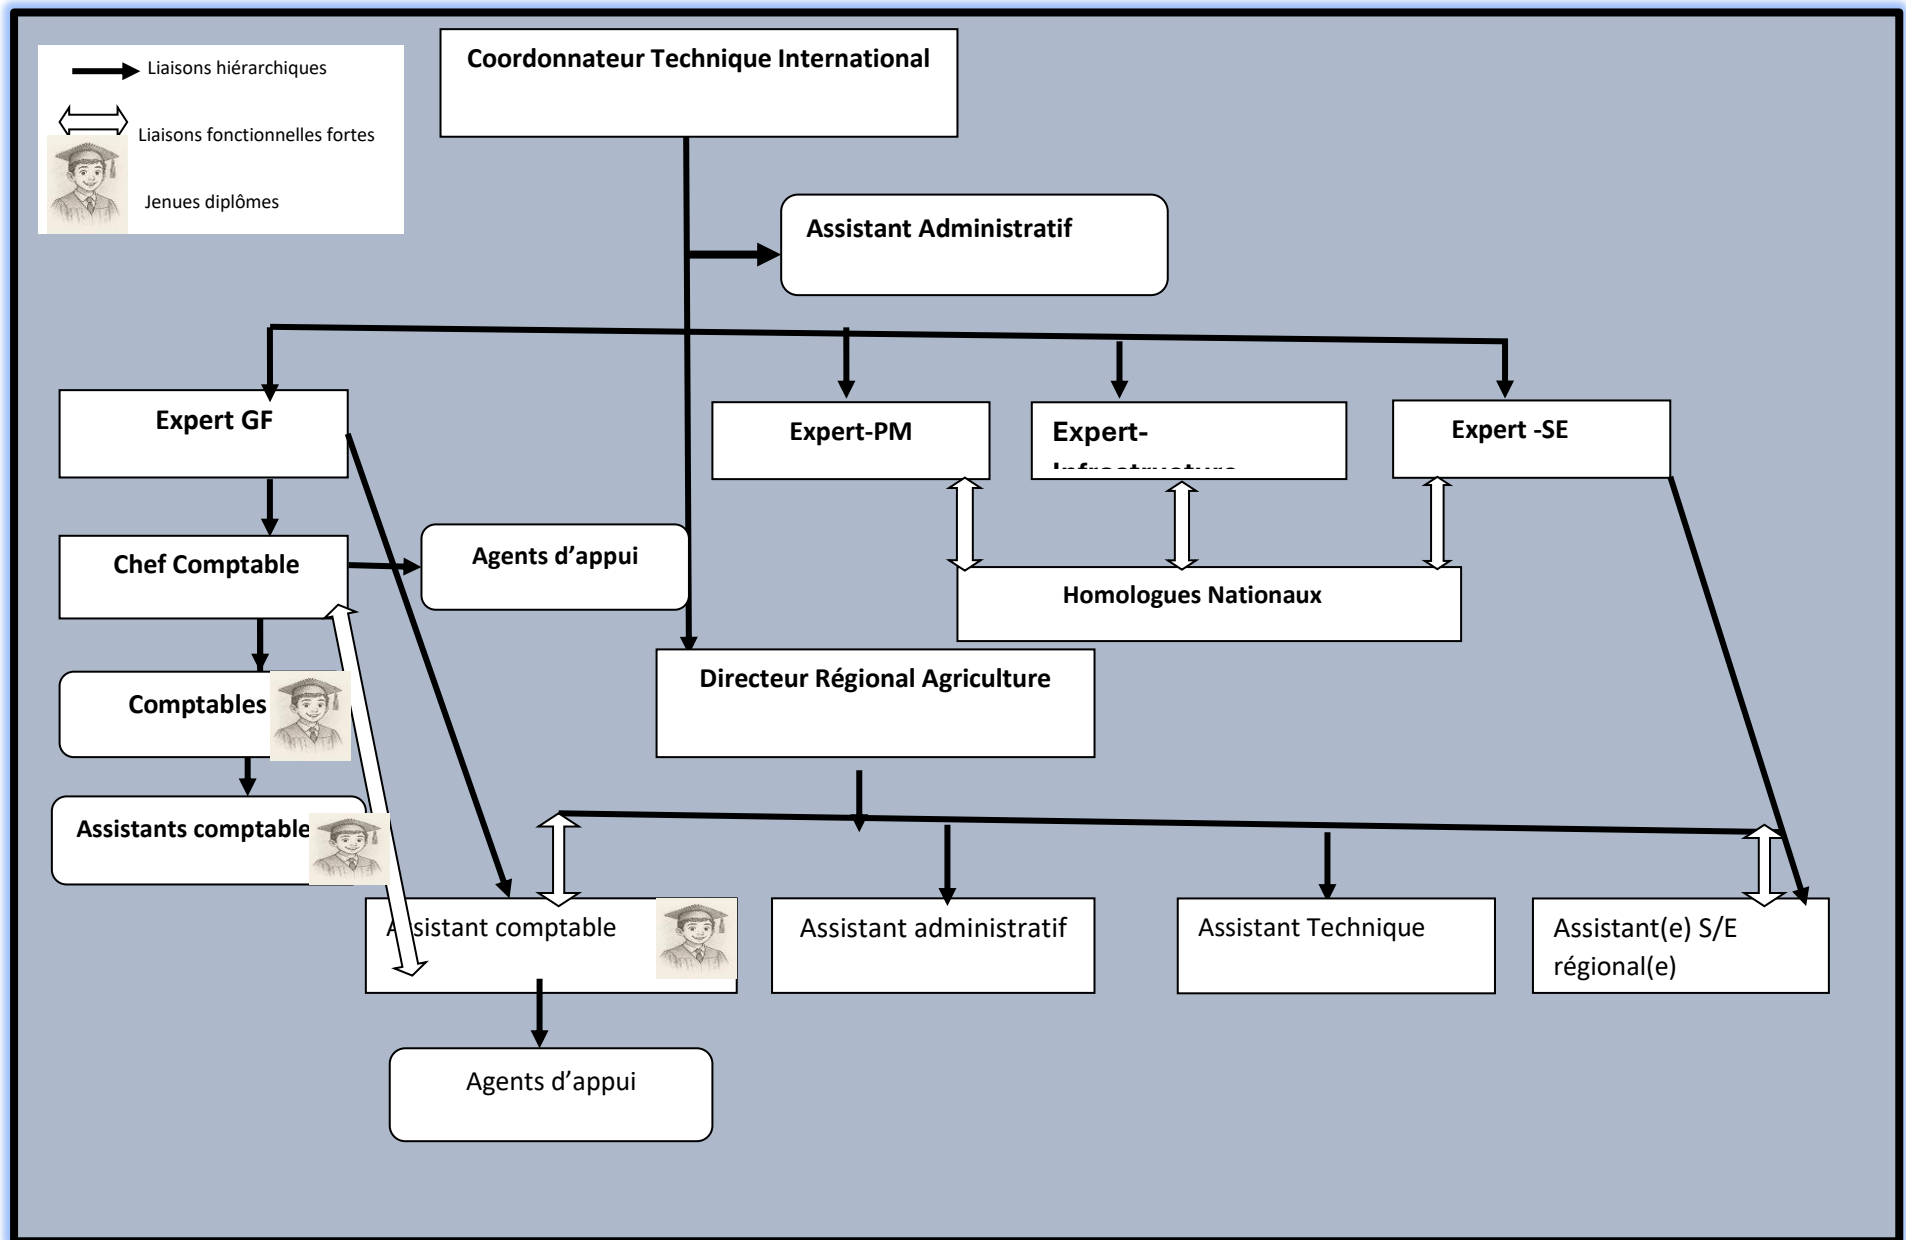 Coordonnateur Technique International
Liaisons hiérarchiques
Liaisons fonctionnelles fortes
Jenues diplômes
Assistant Administratif
Expert GF
Expert-PM
Expert-
Expert -SE
Chef Comptable
Agents d’appui
Homologues Nationaux
Comptables
Directeur Régional Agriculture
Assistants comptable
Assistant comptable
Assistant administratif
Assistant Technique
Assistant(e) S/E
régional(e)
Agents d’appui